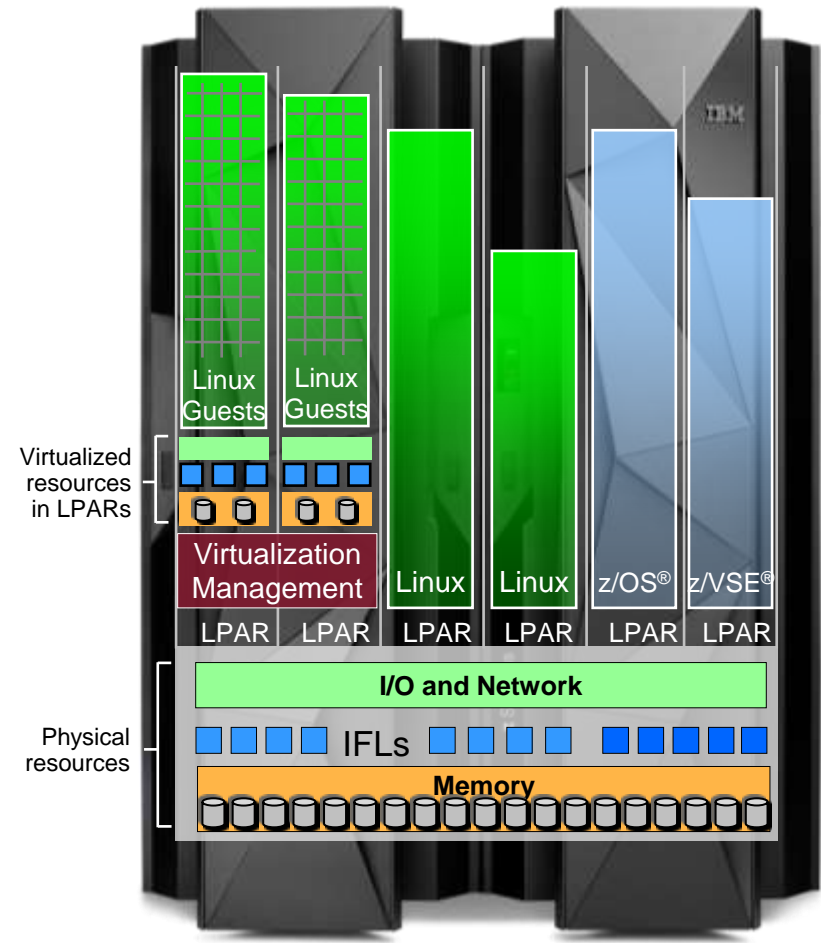 IBM
Linux
Guests
Linux
Guests
Virtualized
resources
in LPARs
Virtualization
Management
Linux
Linux
z/OS®
z/VSE®
LPAR
LPAR
LPAR
LPAR
LPAR
LPAR
I/O and Network
Physical
resources
IFLs
Memory